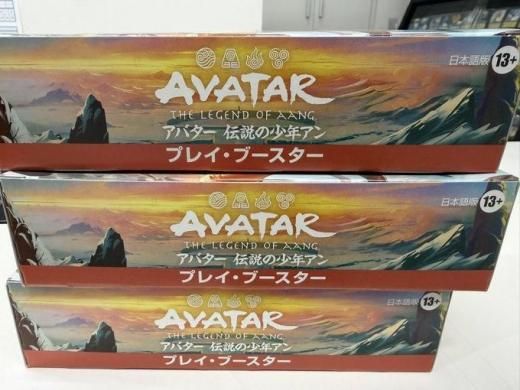 AVATAR
THE LEGEND OF AANG
アバター 伝説の少年アン
プレイ・ブースター
日本語版 13+
AVATAR
THE LEGEND OF AANG
アバター 伝説の少年アン
プレイ・ブースター
日本語版 13+
AVATAR
THE LEGEND OF AANG
アバター 伝説の少年アン
プレイ・ブースター
日本語版 13+